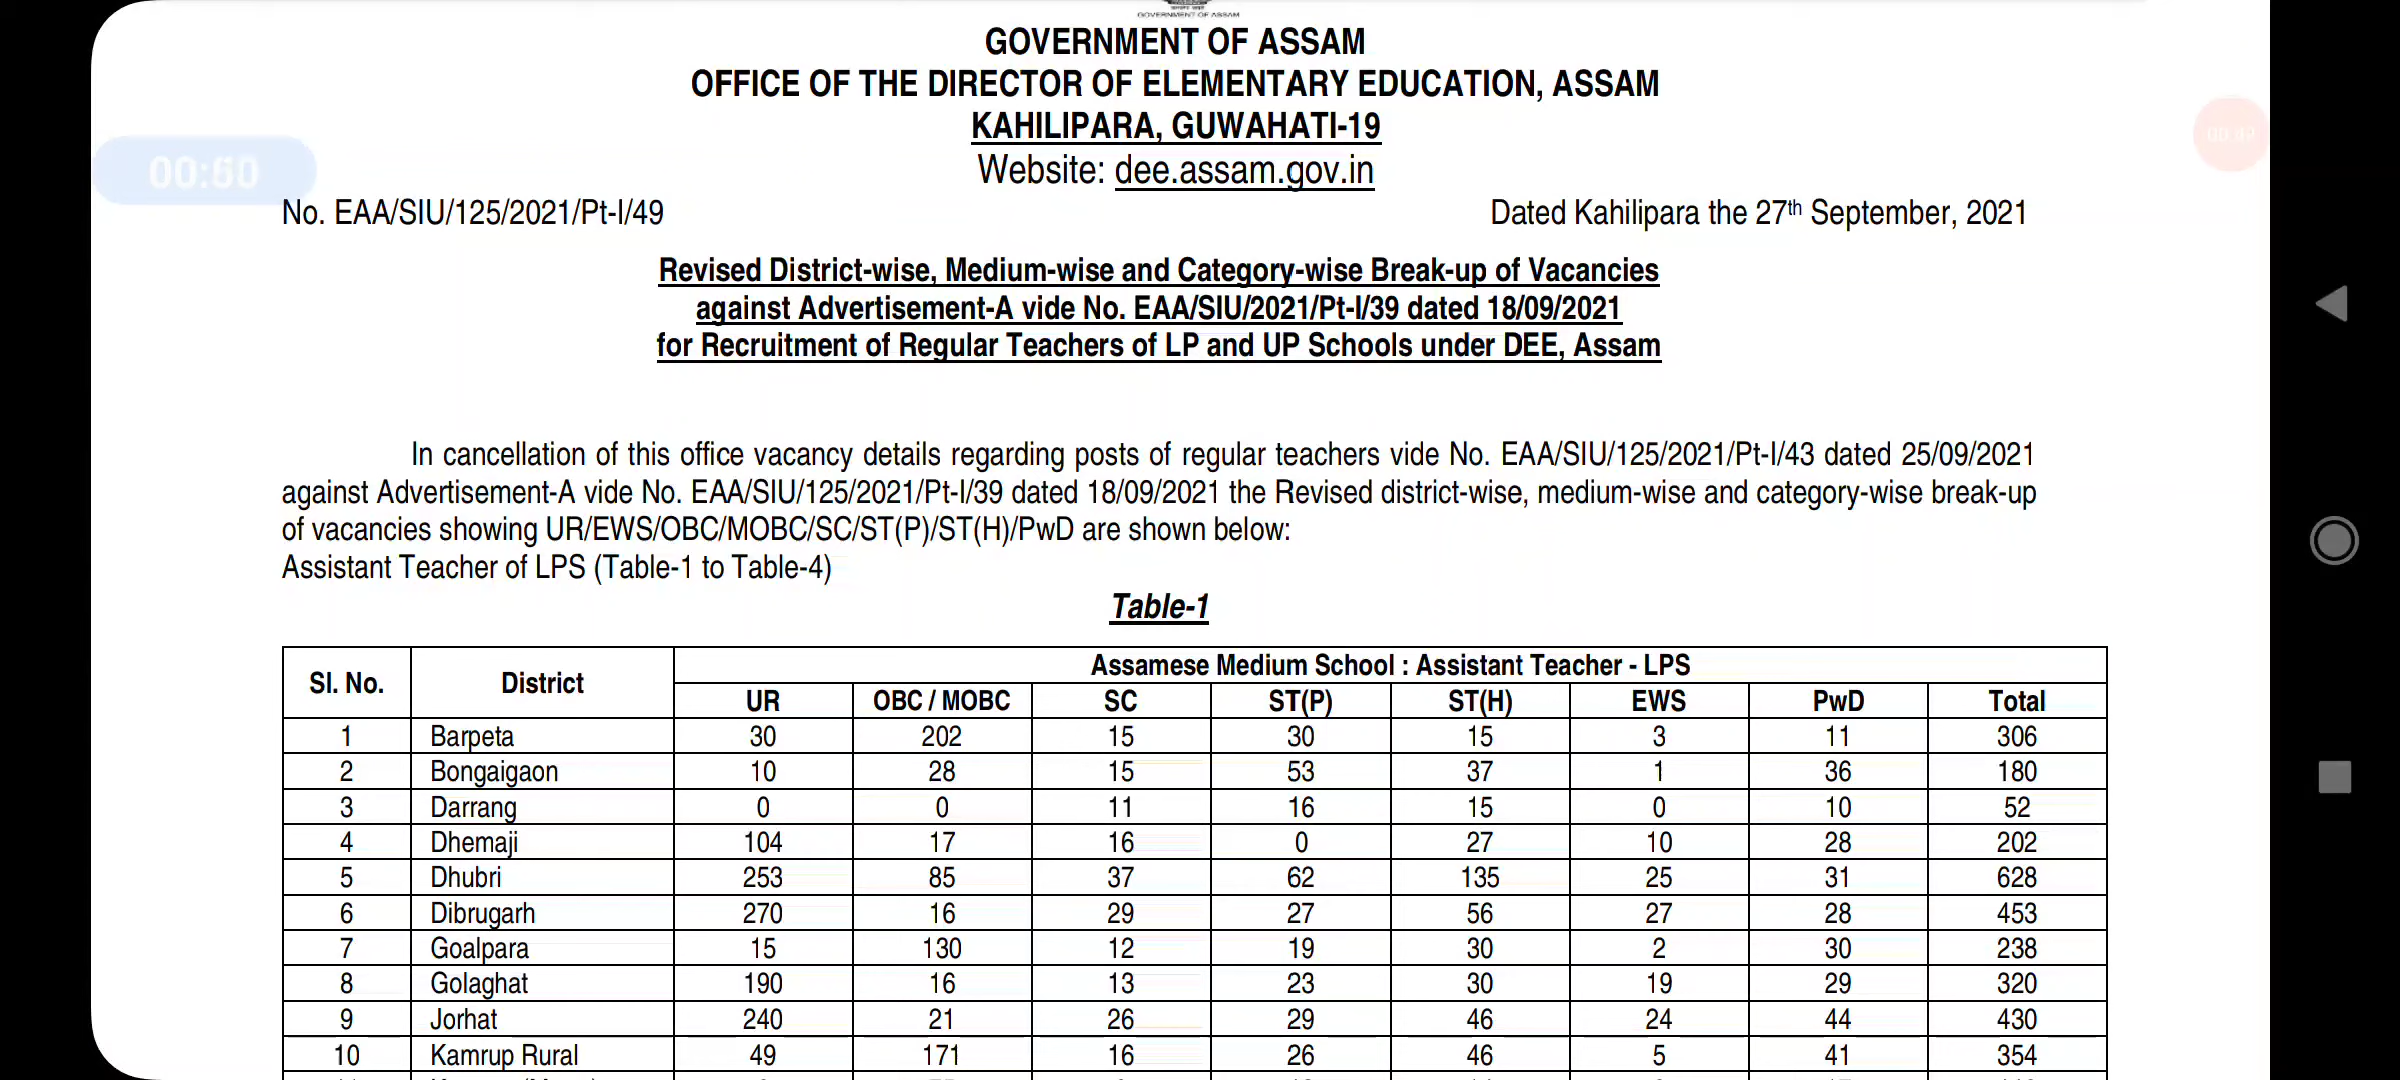 GOVERNMENT OF ASSAM
GOVERNMENT OF ASSAM
OFFICE OF THE DIRECTOR OF ELEMENTARY EDUCATION, ASSAM
KAHILIPARA, GUWAHATI-19
Website: dee.assam.gov.in
No. EAA/SIU/125/2021/Pt-I/49 Dated Kahilipara the 27th September, 2021
Revised District-wise, Medium-wise and Category-wise Break-up of Vacancies
against Advertisement-A vide No. EAA/SIU/2021/Pt-I/39 dated 18/09/2021
for Recruitment of Regular Teachers of LP and UP Schools under DEE, Assam
In cancellation of this office vacancy details regarding posts of regular teachers vide No. EAA/SIU/125/2021/Pt-I/43 dated 25/09/2021
against Advertisement-A vide No. EAA/SIU/125/2021/Pt-I/39 dated 18/09/2021 the Revised district-wise, medium-wise and category-wise break-up
of vacancies showing UR/EWS/OBC/MOBC/SC/ST(P)/ST(H)/PwD are shown below:
Assistant Teacher of LPS (Table-1 to Table-4)
Table-1
Sl. No. District Assamese Medium School : Assistant Teacher - LPS
UR OBC / MOBC SC ST(P) ST(H) EWS PwD Total
1 Barpeta 30 202 15 30 15 3 11 306
2 Bongaigaon 10 28 15 53 37 1 36 180
3 Darrang 0 0 11 16 15 0 10 52
4 Dhemaji 104 17 16 0 27 10 28 202
5 Dhubri 253 85 37 62 135 25 31 628
6 Dibrugarh 270 16 29 27 56 27 28 453
7 Goalpara 15 130 12 19 30 2 30 238
8 Golaghat 190 16 13 23 30 19 29 320
9 Jorhat 240 21 26 29 46 24 44 430
10 Kamrup Rural 49 171 16 26 46 5 41 354